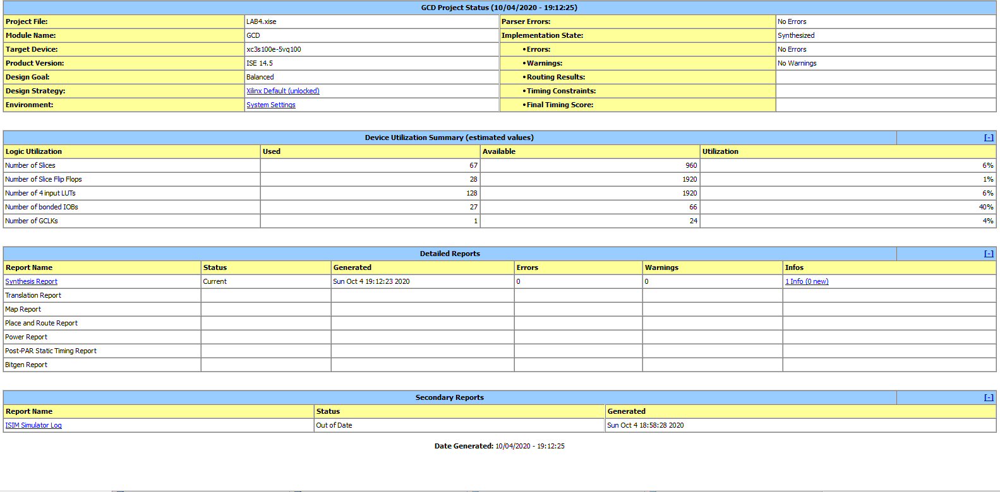 GCD Project Status (10/04/2020 - 19:12:25)
Project File: LAB4.xise Parser Errors: No Errors
Module Name: GCD Implementation State: Synthesized
Target Device: xc3s100e-5vq100 •Errors: No Errors
Product Version: ISE 14.5 •Warnings: No Warnings
Design Goal: Balanced •Routing Results:
Design Strategy: Xilinx Default (unlocked) •Timing Constraints:
Environment: System Settings •Final Timing Score:
Device Utilization Summary (estimated values) [-]
Logic Utilization Used Available Utilization
Number of Slices 67 960 6%
Number of Slice Flip Flops 28 1920 1%
Number of 4 input LUTs 128 1920 6%
Number of bonded IOBs 27 66 40%
Number of GCLKs 1 24 4%
Detailed Reports [-]
Report Name Status Generated Errors Warnings Infos
Synthesis Report Current Sun Oct 4 19:12:23 2020 0 0 1 Info (0 new)
Translation Report
Map Report
Place and Route Report
Power Report
Post-PAR Static Timing Report
Bitgen Report
Secondary Reports [-]
Report Name Status Generated
ISIM Simulator Log Out of Date Sun Oct 4 18:58:28 2020
Date Generated: 10/04/2020 - 19:12:25